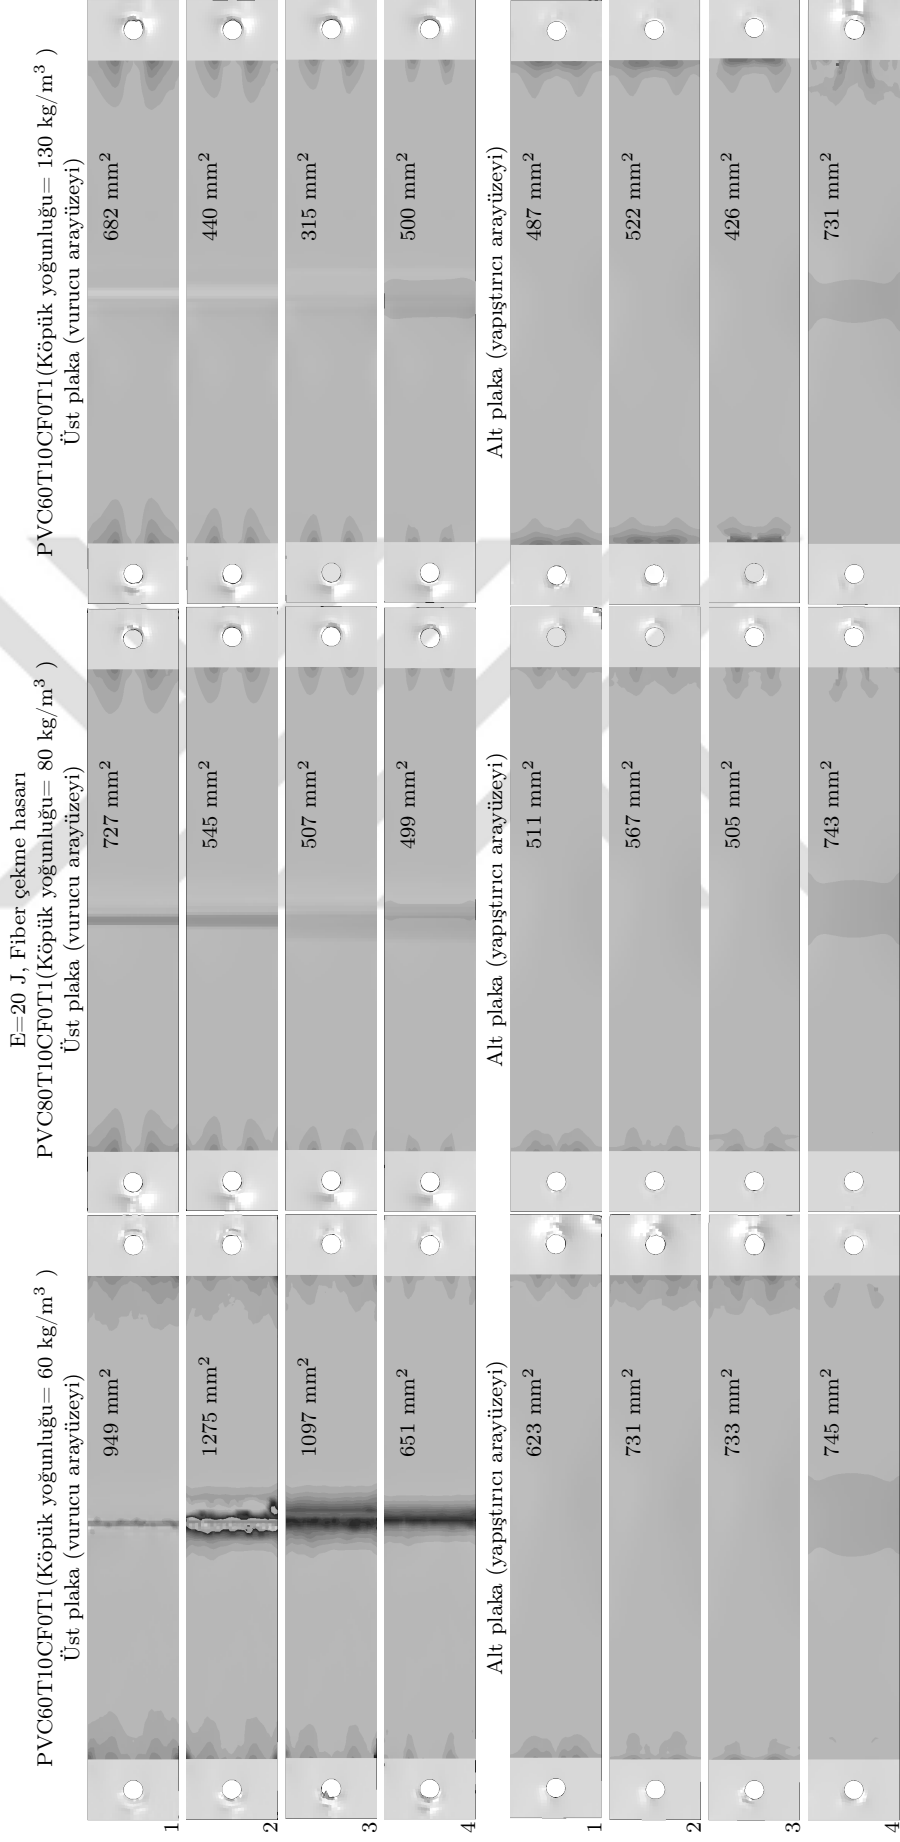 E=20 J, Fiber çekme hasarı
PVC60T10CF0T1(Köpük yoğunluğu= 60 kg/m³ )
PVC80T10CF0T1(Köpük yoğunluğu= 80 kg/m³ )
PVC60T10CF0T1(Köpük yoğunluğu= 130 kg/m³ )
Üst plaka (vurucu arayüzeyi)
Üst plaka (vurucu arayüzeyi)
Üst plaka (vurucu arayüzeyi)
1
949 mm²
727 mm²
682 mm²
2
1275 mm²
545 mm²
440 mm²
3
1097 mm²
507 mm²
315 mm²
4
651 mm²
499 mm²
500 mm²
Alt plaka (yapıştırıcı arayüzeyi)
Alt plaka (yapıştırıcı arayüzeyi)
Alt plaka (yapıştırıcı arayüzeyi)
1
623 mm²
511 mm²
487 mm²
2
731 mm²
567 mm²
522 mm²
3
733 mm²
505 mm²
426 mm²
4
745 mm²
743 mm²
731 mm²